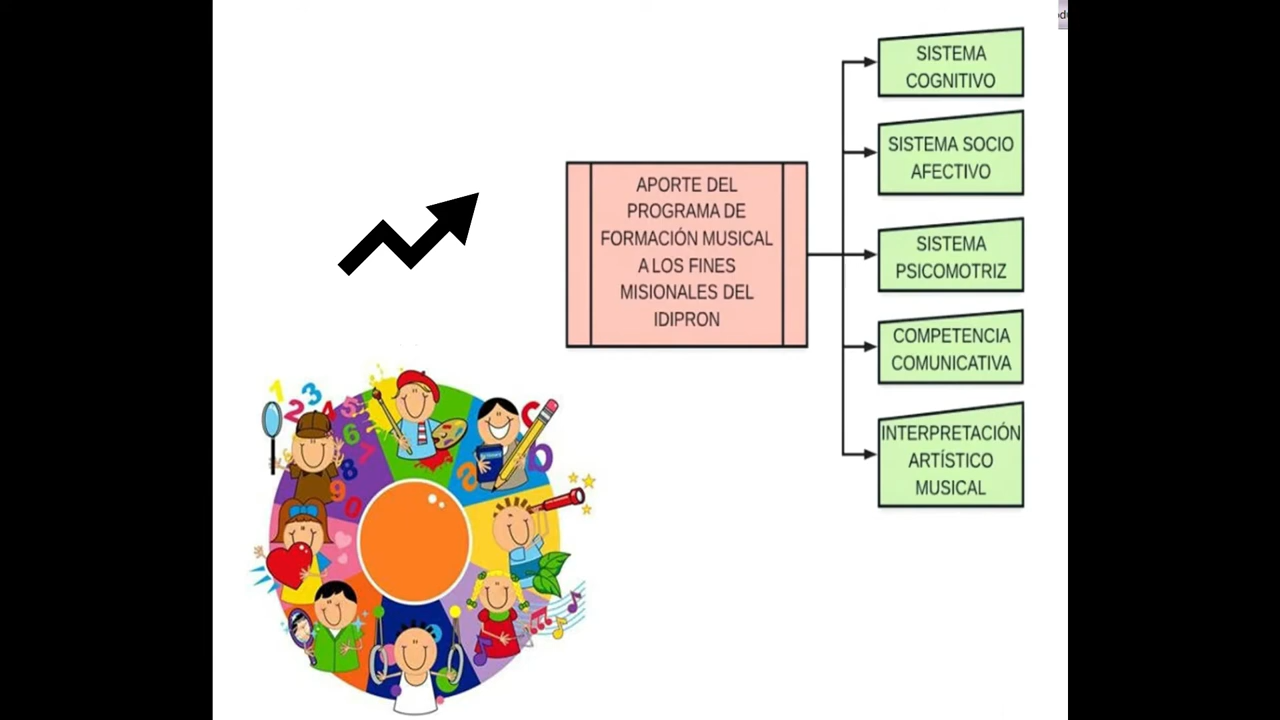 APORTE DEL
PROGRAMA DE
FORMACIÓN MUSICAL
A LOS FINES
MISIONALES DEL
IDIPRON
SISTEMA
COGNITIVO
SISTEMA SOCIO
AFECTIVO
SISTEMA
PSICOMOTRIZ
COMPETENCIA
COMUNICATIVA
INTERPRETACIÓN
ARTÍSTICO
MUSICAL